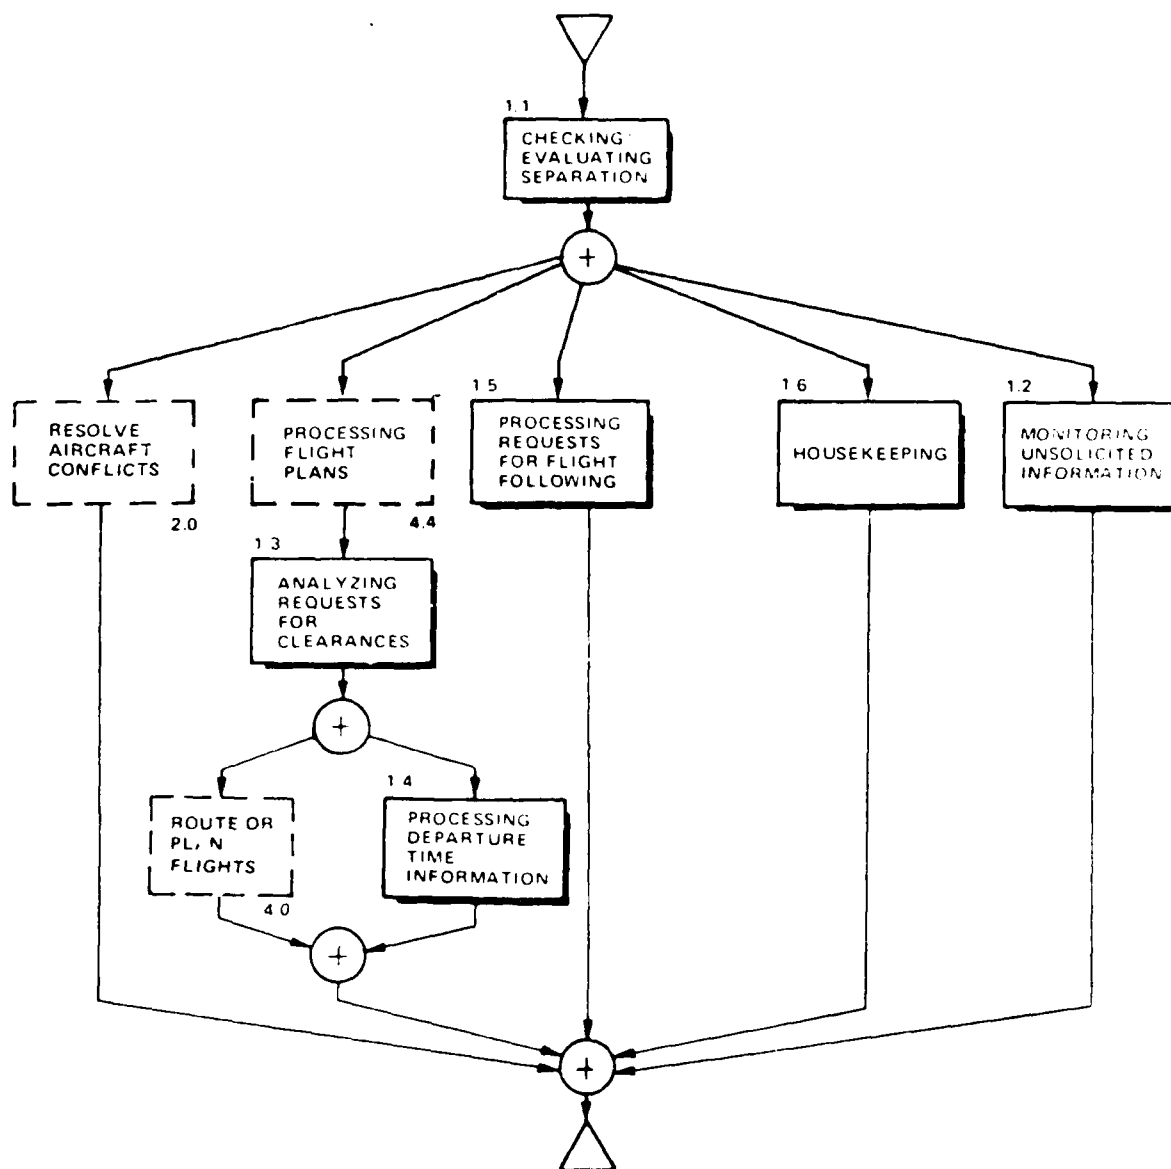 1.1
CHECKING
EVALUATING
SEPARATION
+
RESOLVE
AIRCRAFT
CONFLICTS
2.0
PROCESSING
FLIGHT
PLANS
4.4
1 5
PROCESSING
REQUESTS
FOR FLIGHT
FOLLOWING
1 6
HOUSEKEEPING
1.2
MONITORING
UNSOLICITED
INFORMATION
1 3
ANALYZING
REQUESTS
FOR
CLEARANCES
+
ROUTE OR
FLIGHTS
4 0
1 4
PROCESSING
DEPARTURE
TIME
INFORMATION
+
+